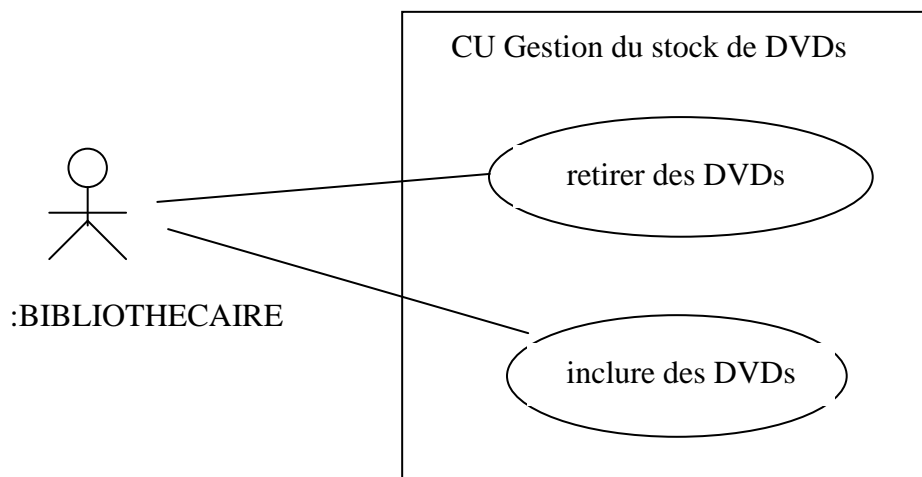 CU Gestion du stock de DVDs
retirer des DVDs
:BIBLIOTHECAIRE
inclure des DVDs